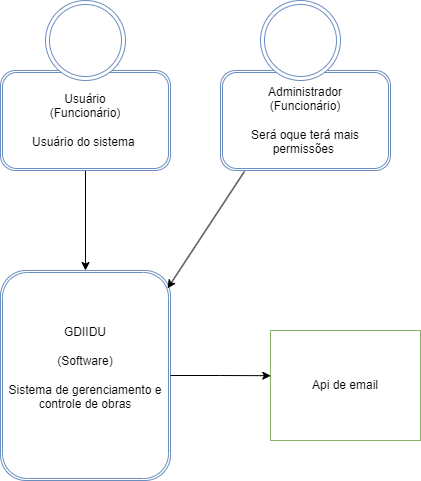 Usuário
(Funcionário)
Usuário do sistema
Administrador
(Funcionário)
Será oque terá mais
permissões
GDIIDU
(Software)
Sistema de gerenciamento e
controle de obras
Api de email